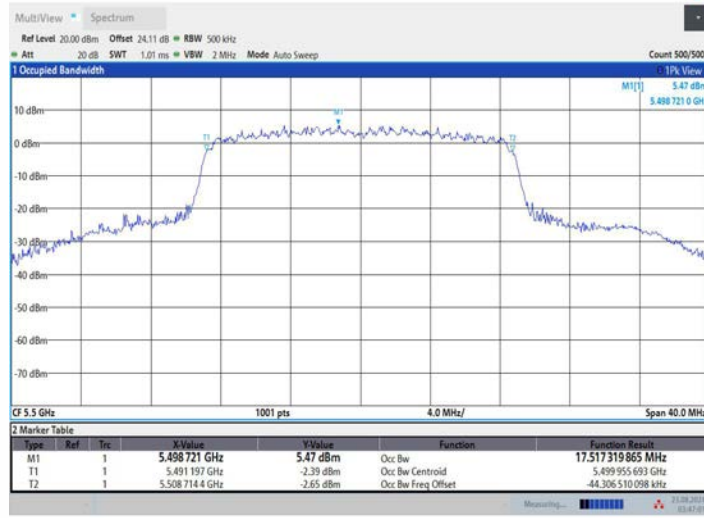 MultiView Spectrum
Ref Level 20.00 dBm Offset 24.11 dB RBW 500 kHz
Att 20 dB SWT 1.01 ms VBW 2 MHz Mode Auto Sweep Count 500/500
1 Occupied Bandwidth 1Pk View
M1[1] 5.47 dBm
5.498 721 0 GHz
10 dBm
M1
T1 T2
0 dBm
-10 dBm
-20 dBm
-30 dBm
-40 dBm
-50 dBm
-60 dBm
-70 dBm
CF 5.5 GHz 1001 pts 4.0 MHz/ Span 40.0 MHz
2 Marker Table
Type Ref Trc X-Value Y-Value Function Function Result
M1 1 5.498 721 GHz 5.47 dBm Occ Bw 17.517 319 865 MHz
T1 1 5.491 197 GHz -2.39 dBm Occ Bw Centroid 5.499 955 693 GHz
T2 1 5.508 714 4 GHz -2.65 dBm Occ Bw Freq Offset -44.306 510 098 kHz
Measuring...